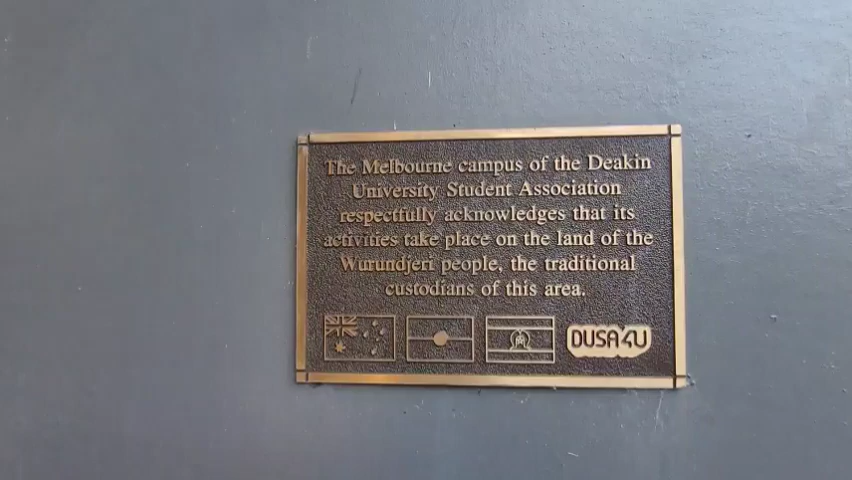 The Melbourne campus of the Deakin
University Student Association
respectfully acknowledges that its
activities take place on the land of the
Wurundjeri people, the traditional
custodians of this area.
DUSA4U